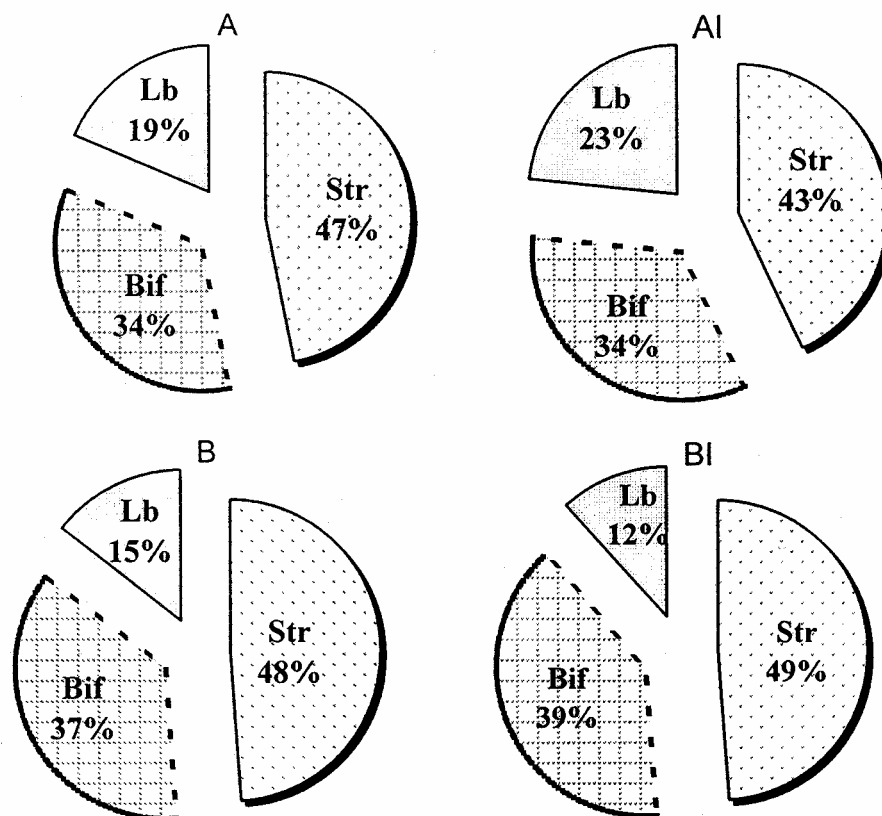 A
Lb
19%
Str
47%
Bif
34%
AI
Lb
23%
Str
43%
Bif
34%
B
Lb
15%
Str
48%
Bif
37%
BI
Lb
12%
Str
49%
Bif
39%